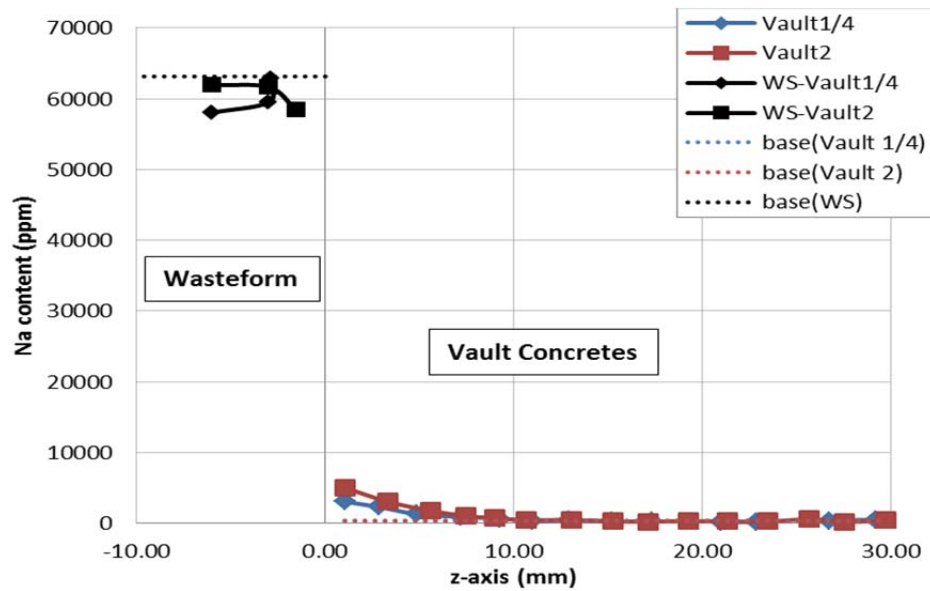 70000
60000
50000
40000
30000
20000
10000
0
Na content (ppm)
-10.00
0.00
10.00
20.00
30.00
z-axis (mm)
Wasteform
Vault Concretes
Vault1/4
Vault2
WS-Vault1/4
WS-Vault2
base(Vault 1/4)
base(Vault 2)
base(WS)